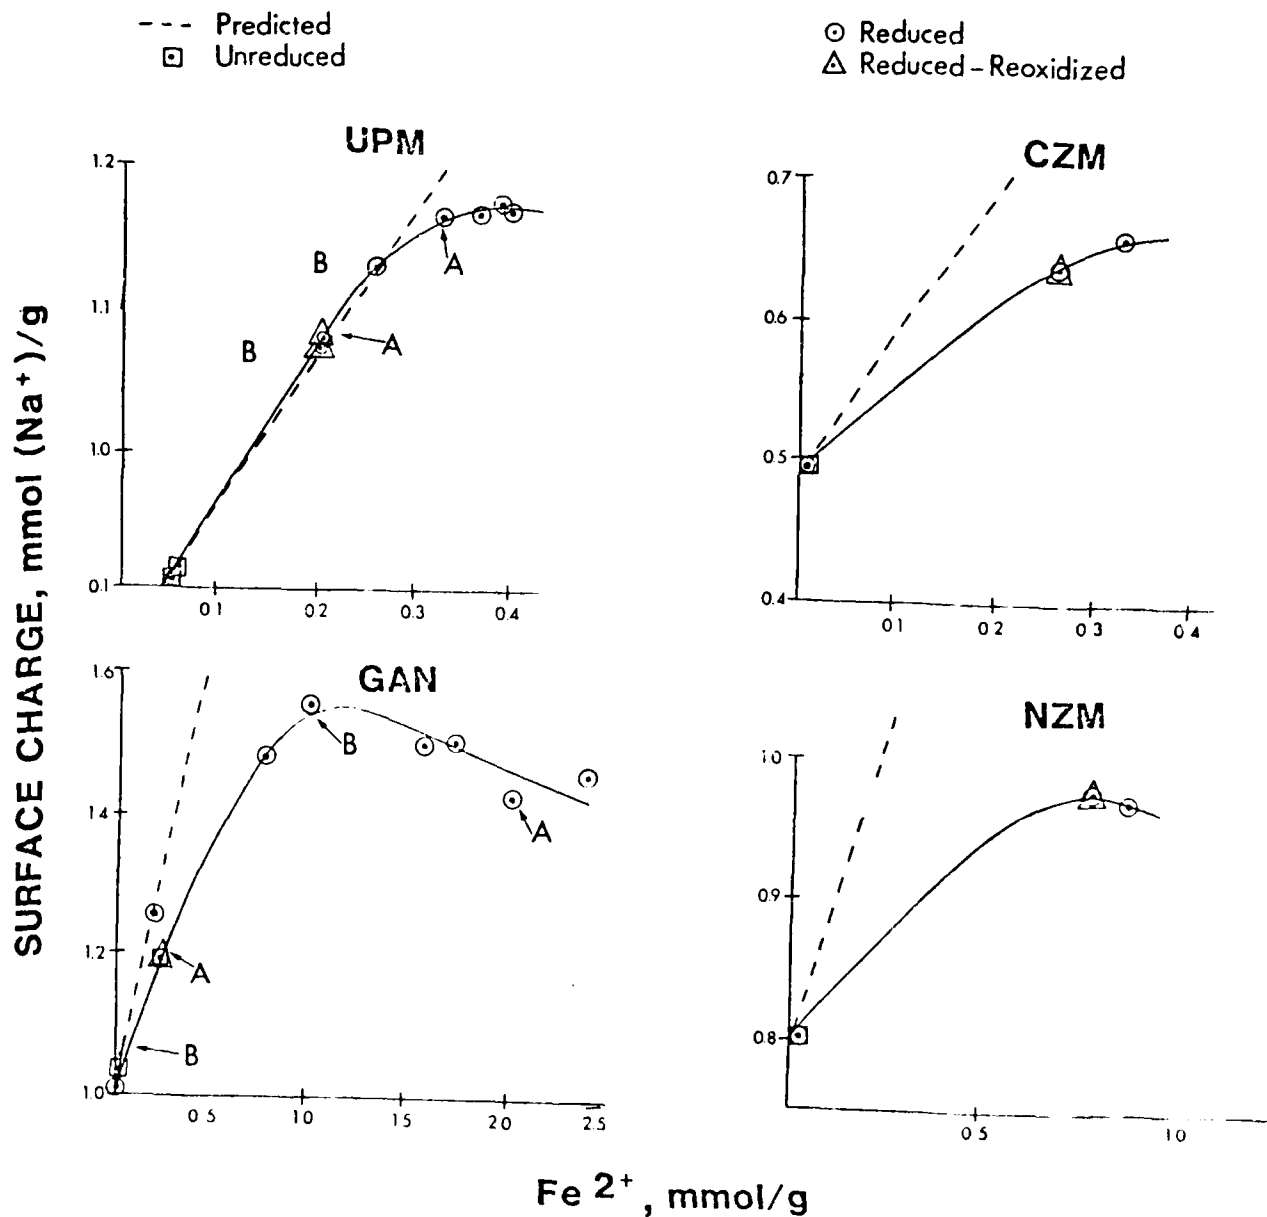 Predicted
Unreduced
Reduced
Reduced-Reoxidized
UPM
1.2
1.1
1.0
0.1
0.1 0.2 0.3 0.4
B
B
A
A
CZM
0.7
0.6
0.5
0.4
0.1 0.2 0.3 0.4
GAN
1.6
1.4
1.2
1.0
0.5 1.0 1.5 2.0 2.5
B
A
A
B
NZM
1.0
0.9
0.8
0.5 1.0
SURFACE CHARGE, mmol (Na+)/g
Fe 2+, mmol/g